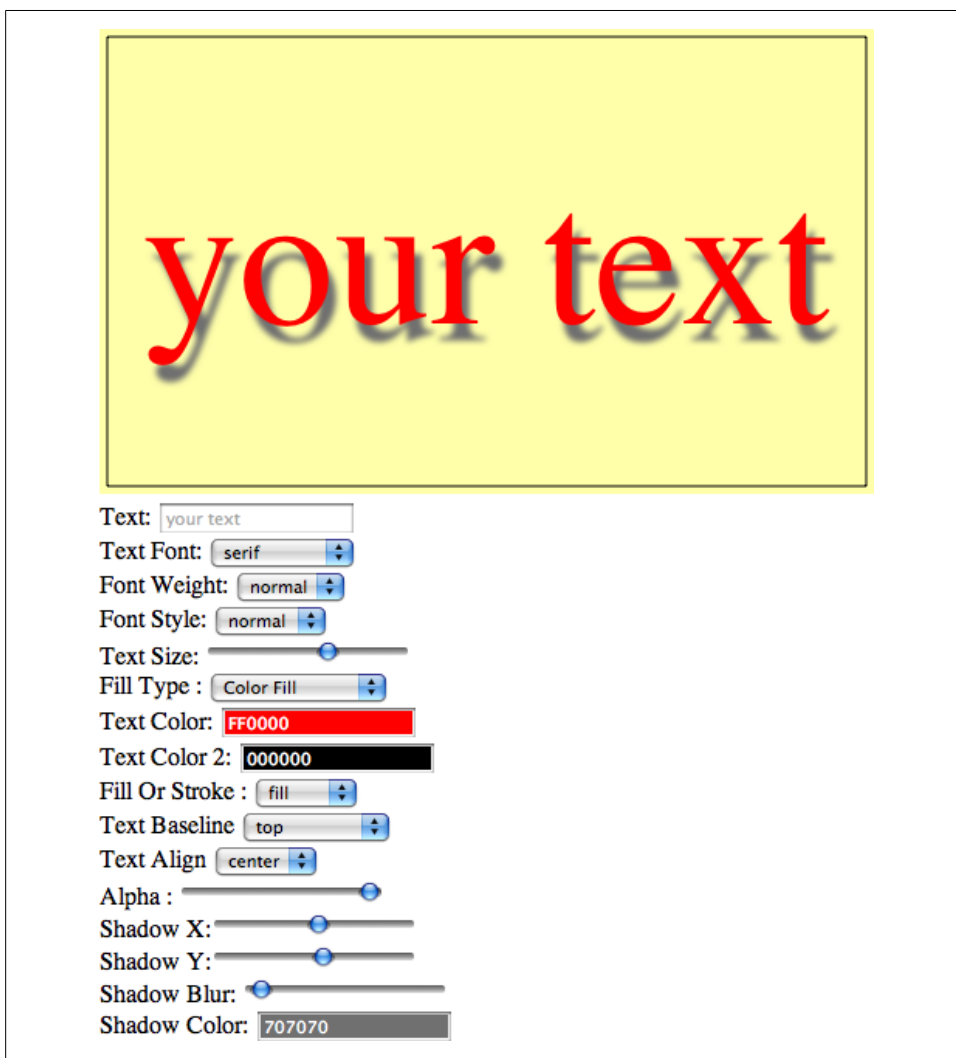 your text
Text: your text
Text Font: serif
Font Weight: normal
Font Style: normal
Text Size:
Fill Type : Color Fill
Text Color: FF0000
Text Color 2: 000000
Fill Or Stroke : fill
Text Baseline top
Text Align center
Alpha :
Shadow X:
Shadow Y:
Shadow Blur:
Shadow Color: 707070